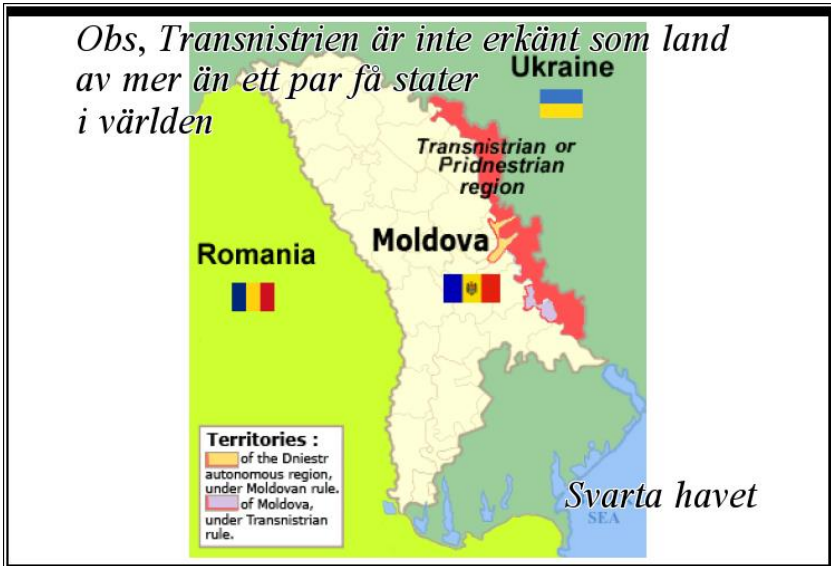 Obs, Transnistrien är inte erkänt som land
av mer än ett par få stater
i världen
Ukraine
Transnistrian or
Pridnestrian
region
Moldova
Romania
Territories :
of the Dniestr
autonomous region,
under Moldovan rule.
of Moldova,
under Transnistrian
rule.
Svarta havet
SEA